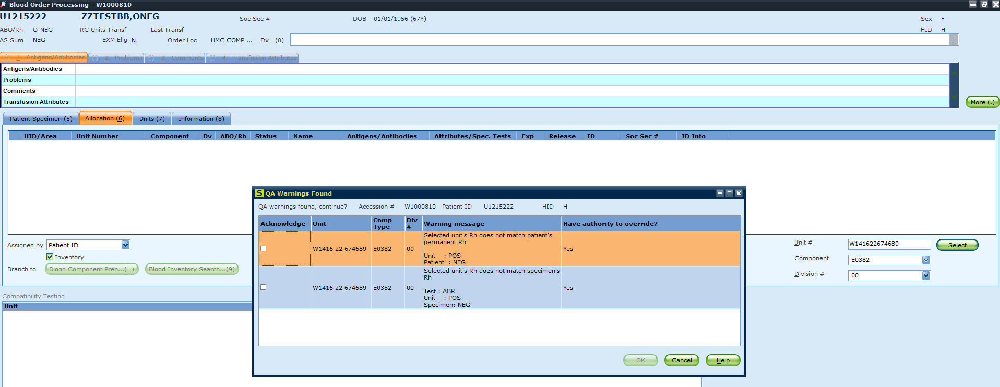 Blood Order Processing - W1000810
U1215222 ZZTESTBB,ONEG Soc Sec # DOB 01/01/1956 (67Y) Sex F
ABO/Rh O-NEG RC Units Transf Last Transf HID H
AS Sum NEG EXM Elig N Order Loc HMC COMP ... Dx (0)
1. Antigens/Antibodies 2. Problems 3. Comments 4. Transfusion Attributes
Antigens/Antibodies
Problems
Comments
Transfusion Attributes
More (.)
Patient Specimen (5) Allocation (6) Units (7) Information (8)
HID/Area Unit Number Component Dv ABO/Rh Status Name Antigens/Antibodies Attributes/Spec. Tests Exp Release ID Soc Sec # ID Info
Assigned by Patient ID
Inventory
Branch to Blood Component Prep...(=) Blood Inventory Search...(9)
Unit # W141622674689 Select
Component E0382
Division # 00
Compatibility Testing
Unit
S QA Warnings Found
QA warnings found, continue? Accession # W1000810 Patient ID U1215222 HID H
Acknowledge Unit Comp Type Div # Warning message Have authority to override?
W1416 22 674689 E0382 00 Selected unit's Rh does not match patient's Yes
permanent Rh
Unit : POS
Patient : NEG
W1416 22 674689 E0382 00 Selected unit's Rh does not match specimen's Yes
Rh
Test : ABR
Unit : POS
Specimen: NEG
OK Cancel Help